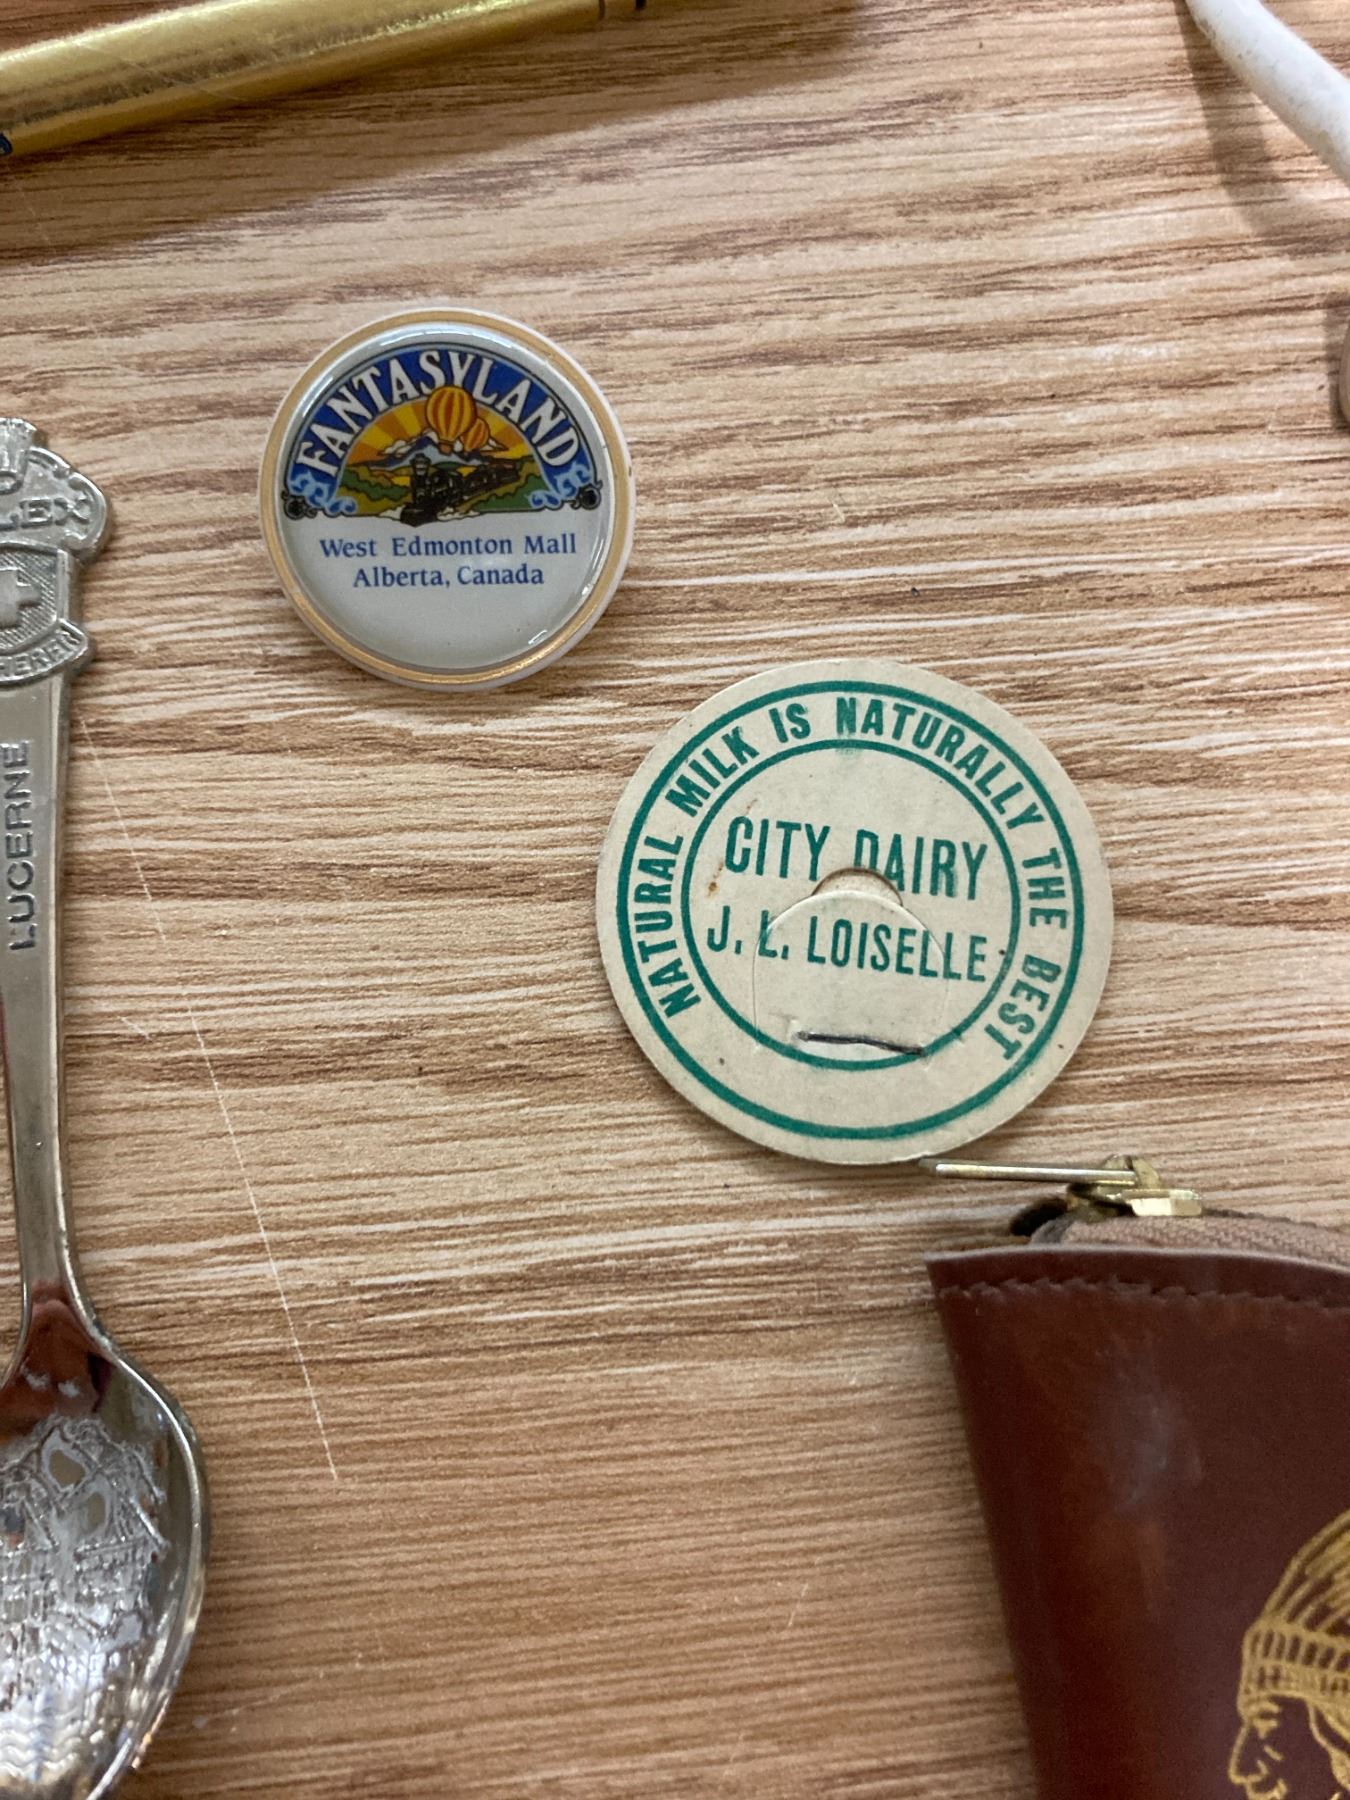 FANTASYLAND
West Edmonton Mall
Alberta, Canada
LUCERNE
NATURAL MILK IS NATURALLY THE BEST
CITY DAIRY
J. L. LOISELLE